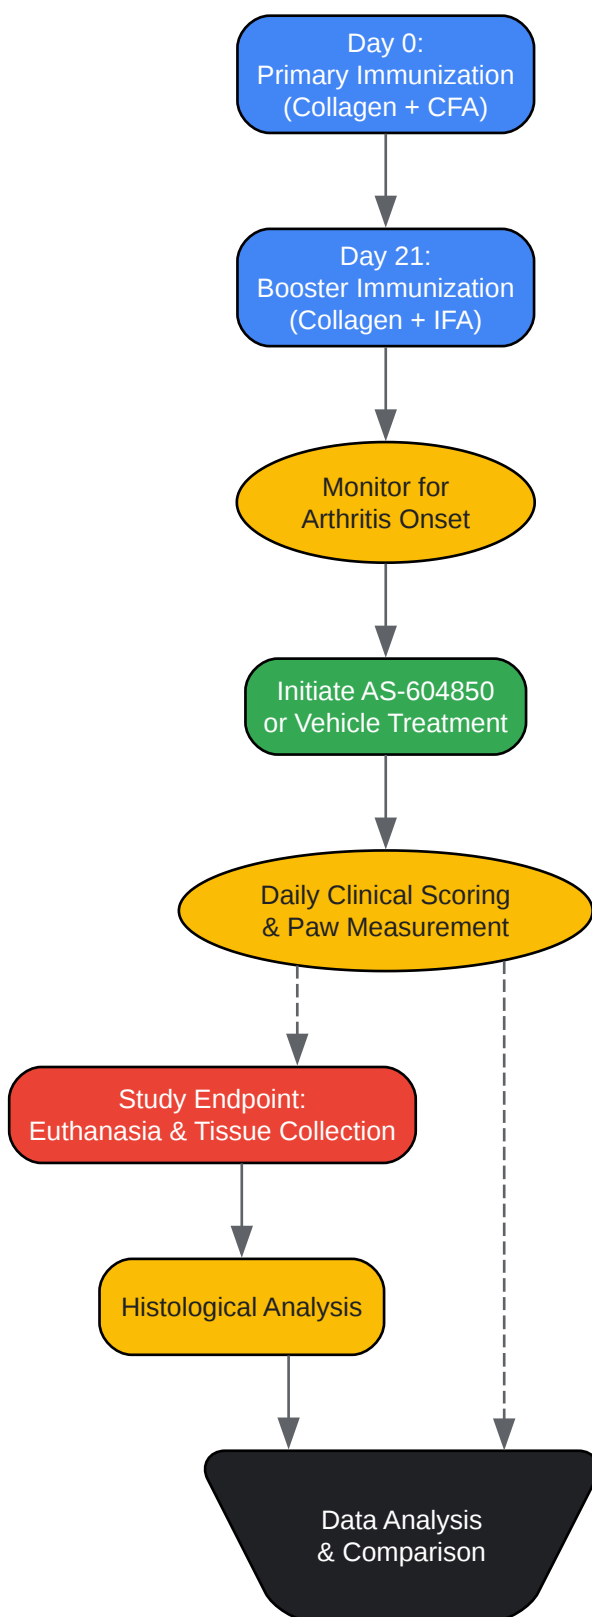 Day 0:
Primary Immunization
(Collagen + CFA)
Day 21:
Booster Immunization
(Collagen + IFA)
Monitor for
Arthritis Onset
Initiate AS-604850
or Vehicle Treatment
Daily Clinical Scoring
& Paw Measurement
Study Endpoint:
Euthanasia & Tissue Collection
Histological Analysis
Data Analysis
& Comparison